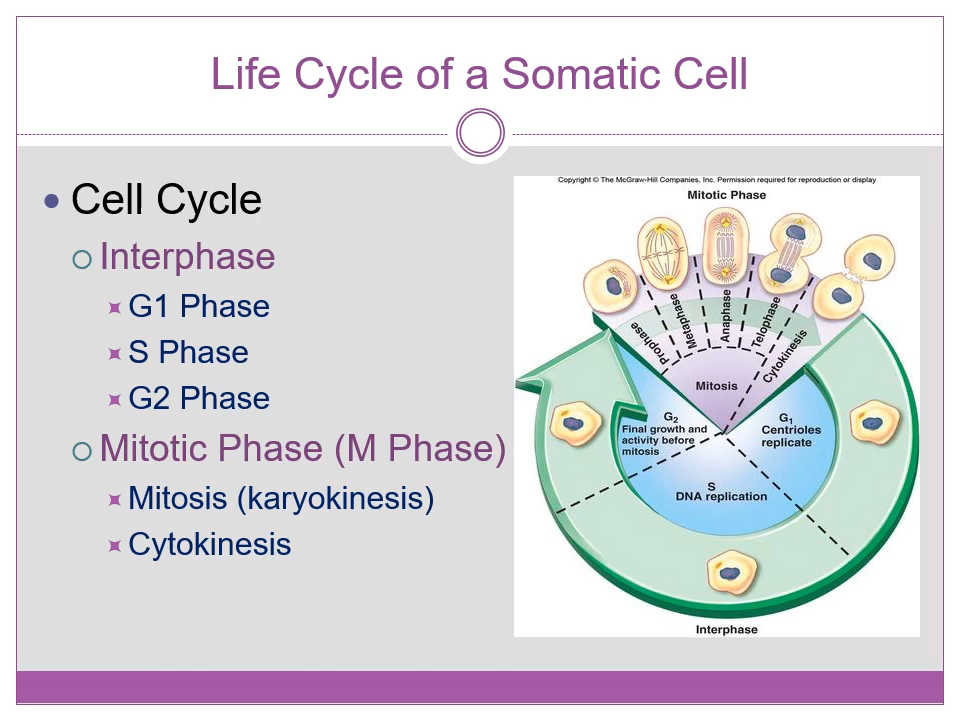 Life Cycle of a Somatic Cell
Cell Cycle
Interphase
G1 Phase
S Phase
G2 Phase
Mitotic Phase (M Phase)
Mitosis (karyokinesis)
Cytokinesis
Copyright © The McGraw-Hill Companies, Inc. Permission required for reproduction or display
Mitotic Phase
Prophase
Metaphase
Anaphase
Telophase
Cytokinesis
Mitosis
G2
Final growth and
activity before
mitosis
G1
Centrioles
replicate
S
DNA replication
Interphase